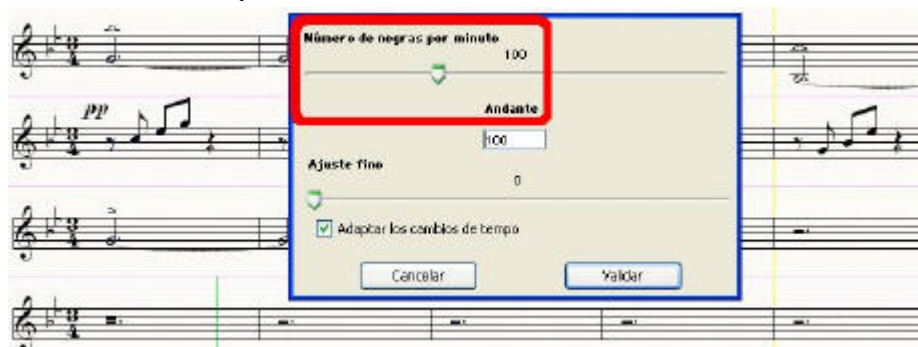 Número de negras por minuto
100
pp
Andante
100
Ajuste fino
0
Adaptar los cambios de tempo
Cancelar
Validar